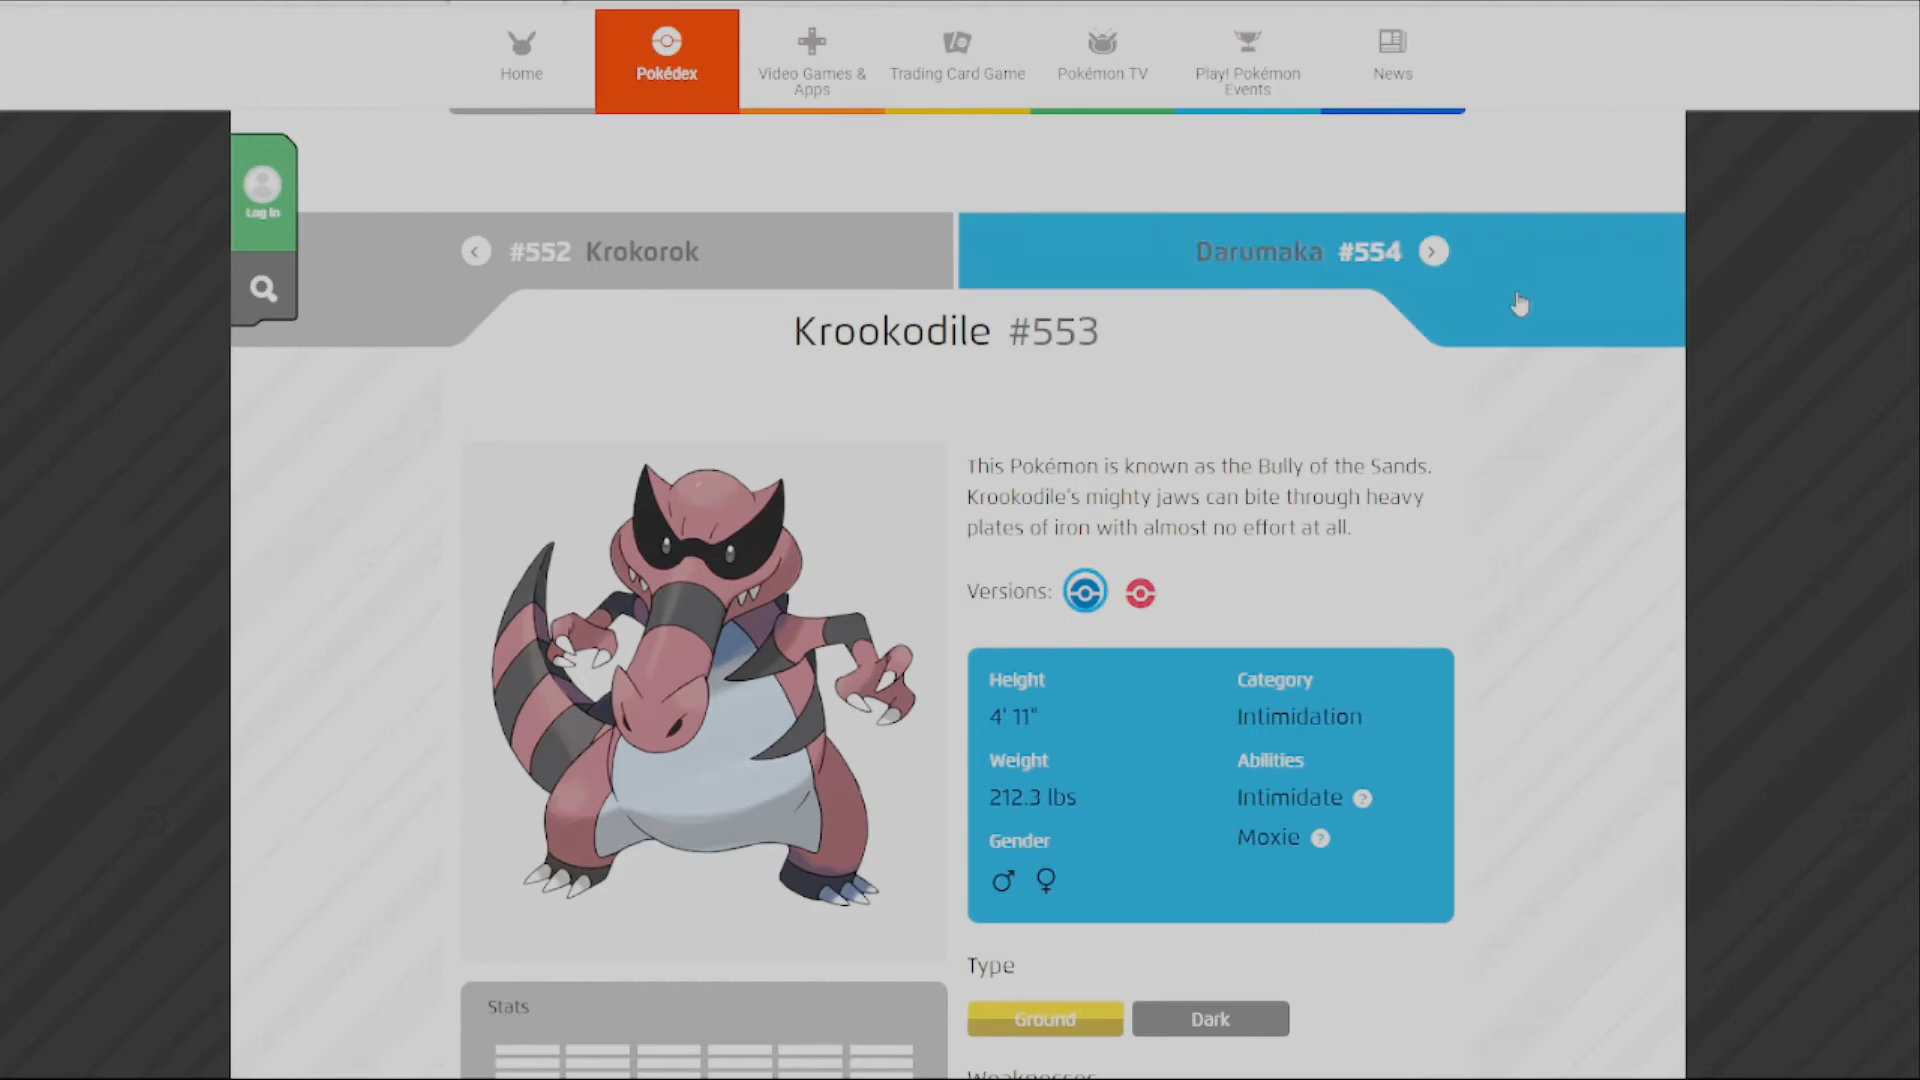 Home
Pokédex
Video Games &
Apps
Trading Card Game
Pokémon TV
Play! Pokémon
Events
News
Log In
#552 Krokorok
Darumaka #554
Krookodile #553
This Pokémon is known as the Bully of the Sands.
Krookodile's mighty jaws can bite through heavy
plates of iron with almost no effort at all.
Versions:
Height
4' 11"
Weight
212.3 lbs
Gender
Category
Intimidation
Abilities
Intimidate ?
Moxie ?
Type
Ground
Dark
Stats
Weaknesses